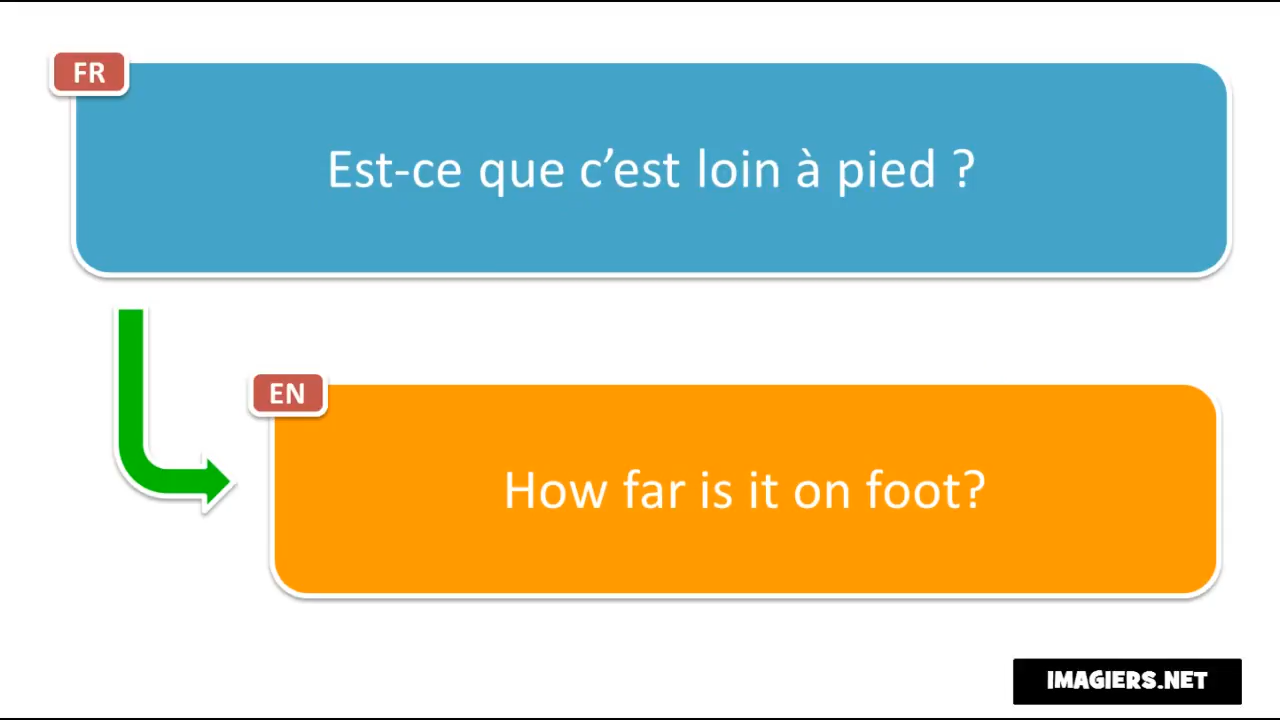 FR
Est-ce que c’est loin à pied ?
EN
How far is it on foot?
IMAGIERS.NET